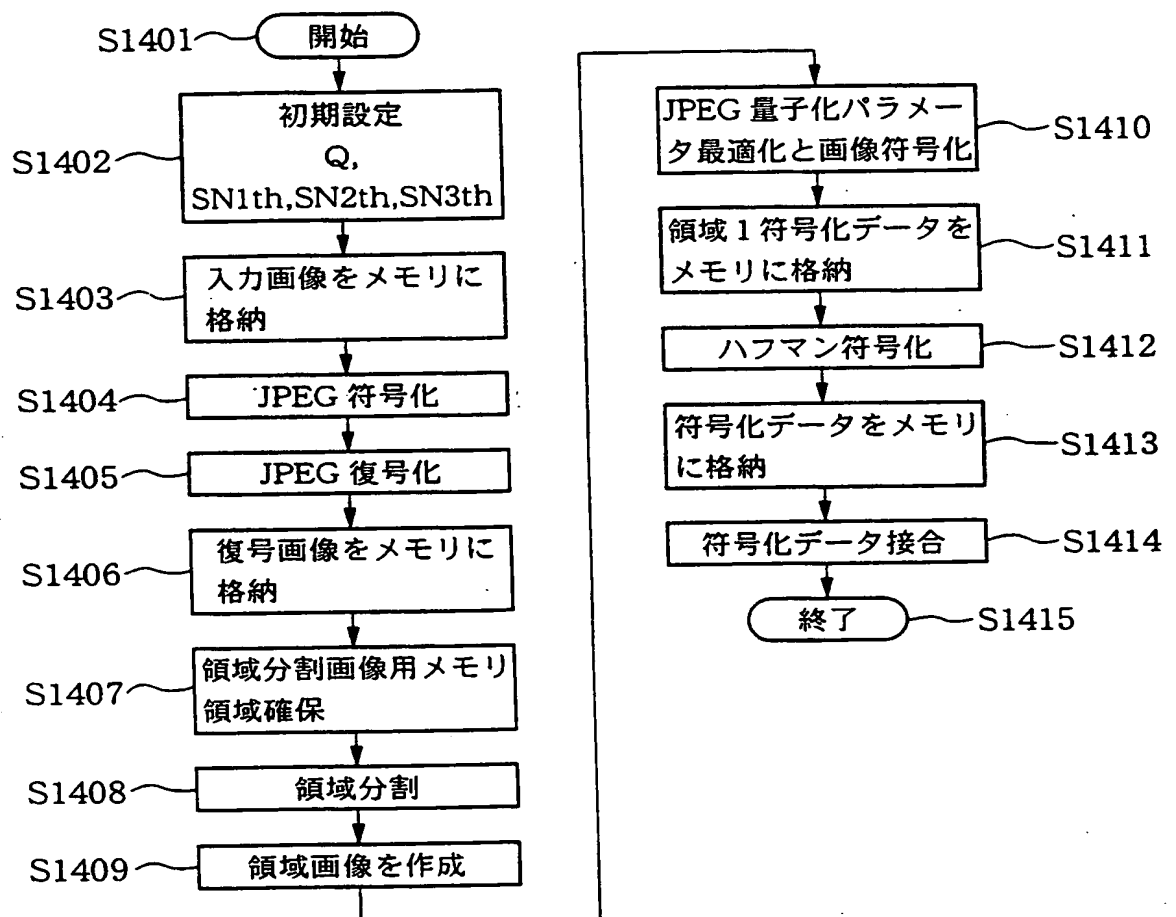 S1401
開始
S1402
初期設定
Q,
SN1th,SN2th,SN3th
S1403
入力画像をメモリに
格納
S1404
JPEG 符号化
S1405
JPEG 復号化
S1406
復号画像をメモリに
格納
S1407
領域分割画像用メモリ
領域確保
S1408
領域分割
S1409
領域画像を作成
JPEG 量子化パラメー
タ最適化と画像符号化
S1410
領域1符号化データを
メモリに格納
S1411
ハフマン符号化
S1412
符号化データをメモリ
に格納
S1413
符号化データ接合
S1414
終了
S1415